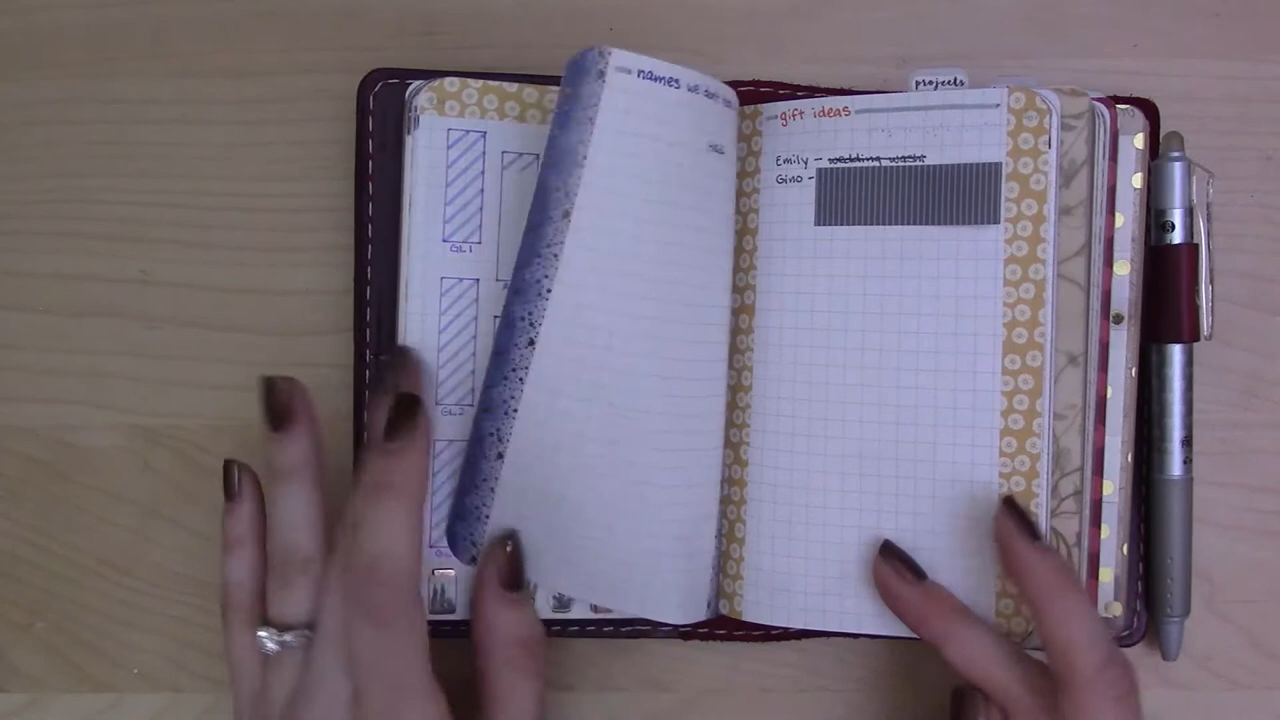 projects
names we don't
gift ideas
Emily - wedding washi
Gino -
GL1
GL2